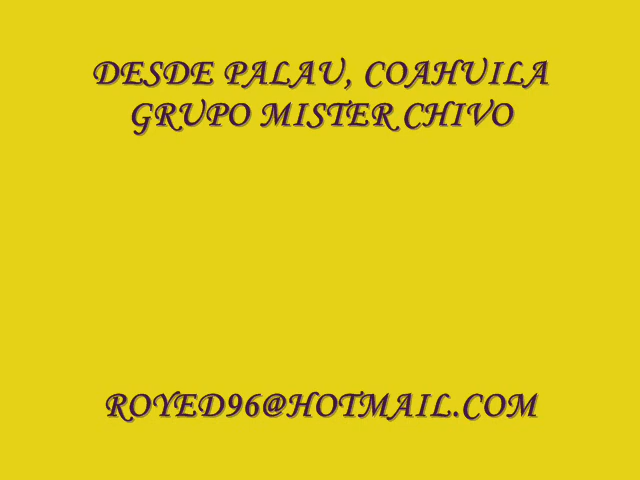 DESDE PALAU, COAHUILA
GRUPO MISTER CHIVO
ROYED96@HOTMAIL.COM